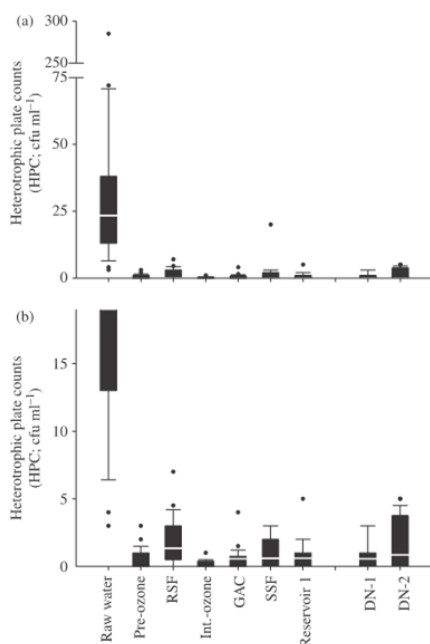 (a)
300
250
75
50
25
0
Heterotrophic plate counts
(HPC; cfu ml⁻¹)
(b)
15
10
5
0
Heterotrophic plate counts
(HPC; cfu ml⁻¹)
Raw water
Pre-ozone
RSF
Int.-ozone
GAC
SSF
Reservoir 1
DN-1
DN-2